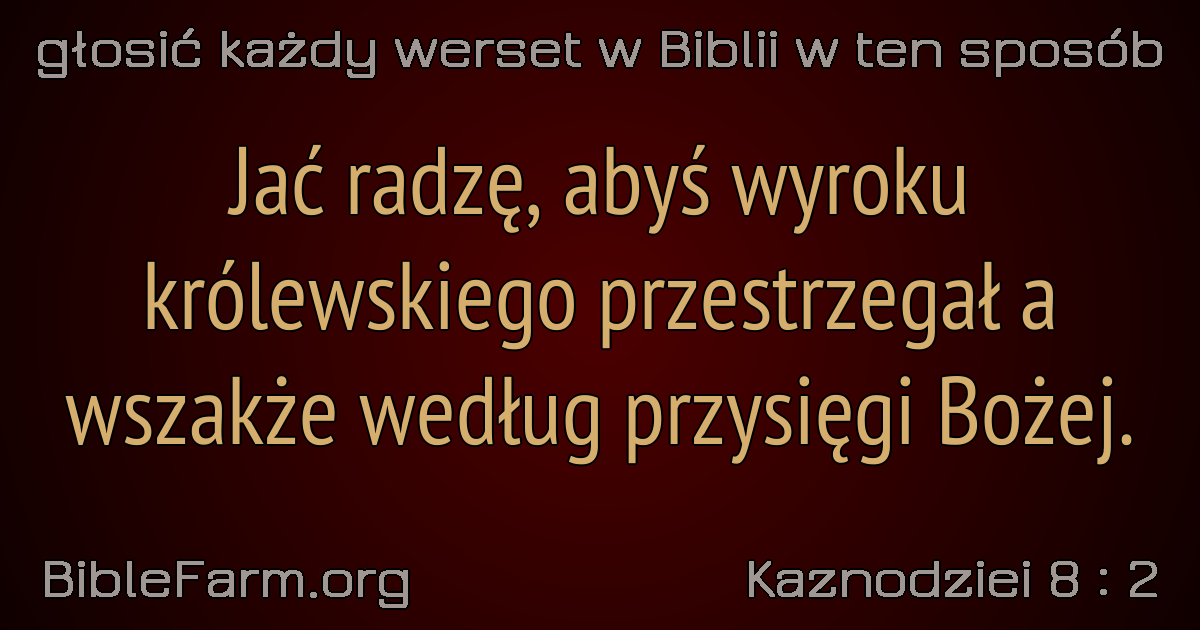 głosić każdy werset w Biblii w ten sposób
Jać radzę, abyś wyroku
królewskiego przestrzegał a
wszakże według przysięgi Bożej.
BibleFarm.org
Kaznodziei 8 : 2